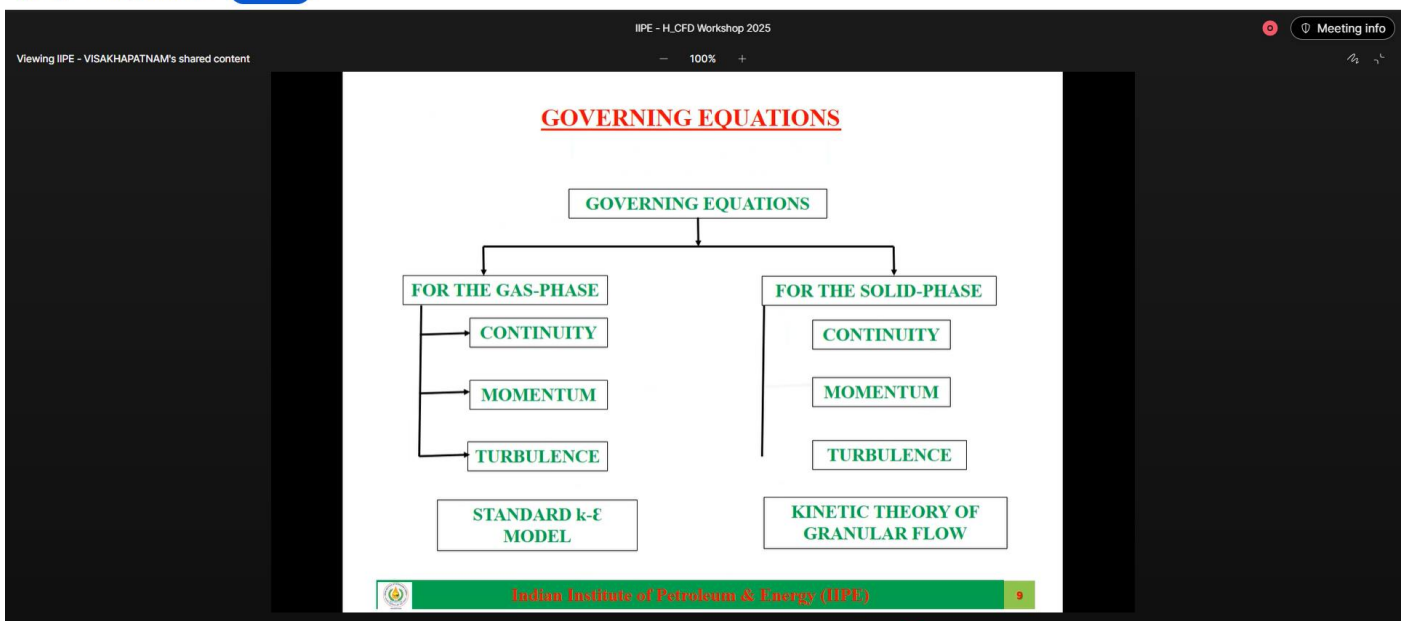 IIPE - H_CFD Workshop 2025
Meeting info
Viewing IIPE - VISAKHAPATNAM's shared content
100%
GOVERNING EQUATIONS
GOVERNING EQUATIONS
FOR THE GAS-PHASE
FOR THE SOLID-PHASE
CONTINUITY
CONTINUITY
MOMENTUM
MOMENTUM
TURBULENCE
TURBULENCE
STANDARD k-Ɛ
MODEL
KINETIC THEORY OF
GRANULAR FLOW
Indian Institute of Petroleum & Energy (IIPE)
9